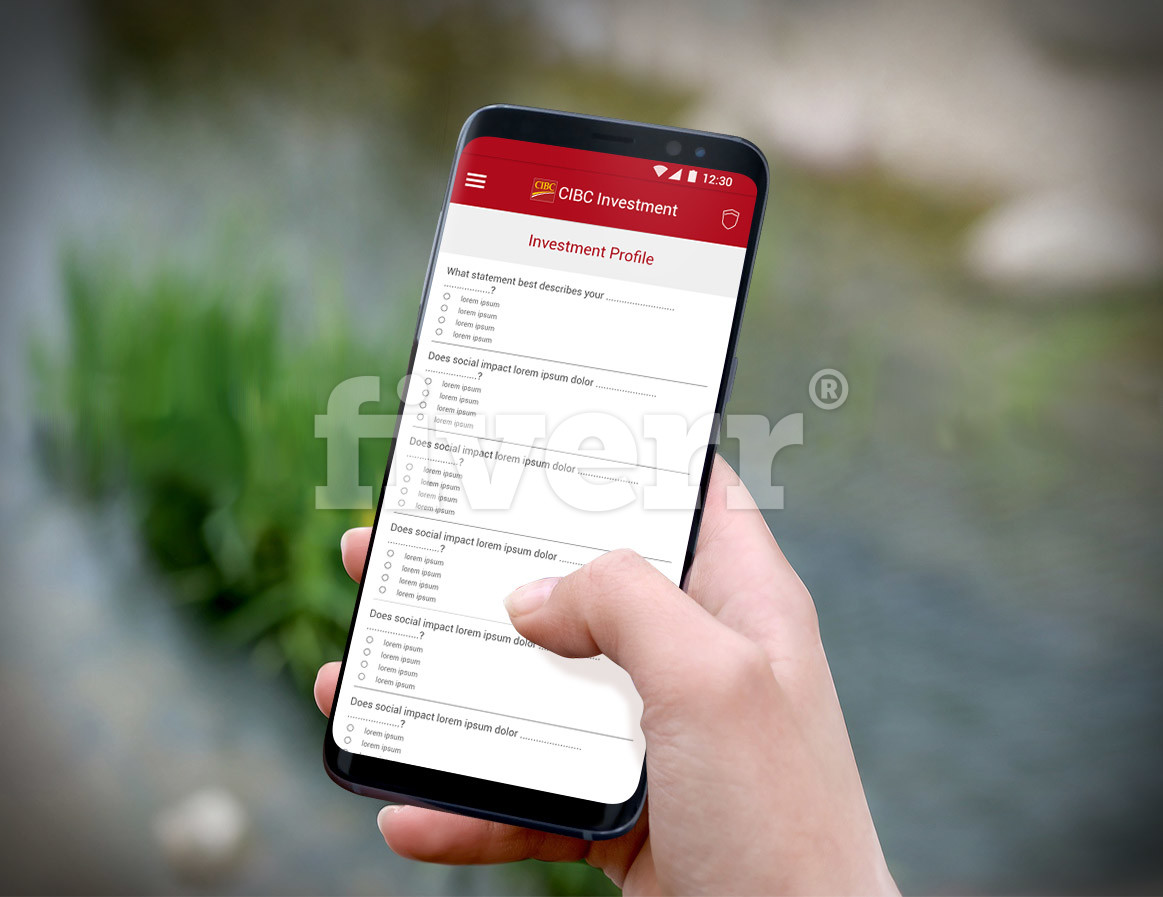 12:30
CIBC
CIBC Investment
Investment Profile
What statement best describes your ....................
...............?
lorem ipsum
lorem ipsum
lorem ipsum
lorem ipsum
Does social impact lorem ipsum dolor .................
.................?
lorem ipsum
lorem ipsum
lorem ipsum
lorem ipsum
fiverr®
Does social impact lorem ipsum dolor .................
.................?
lorem ipsum
lorem ipsum
lorem ipsum
lorem ipsum
Does social impact lorem ipsum dolor ........
.................?
lorem ipsum
lorem ipsum
lorem ipsum
lorem ipsum
Does social impact lorem ipsum dolor .................
.................?
lorem ipsum
lorem ipsum
lorem ipsum
lorem ipsum
Does social impact lorem ipsum dolor .................
.................?
lorem ipsum
lorem ipsum